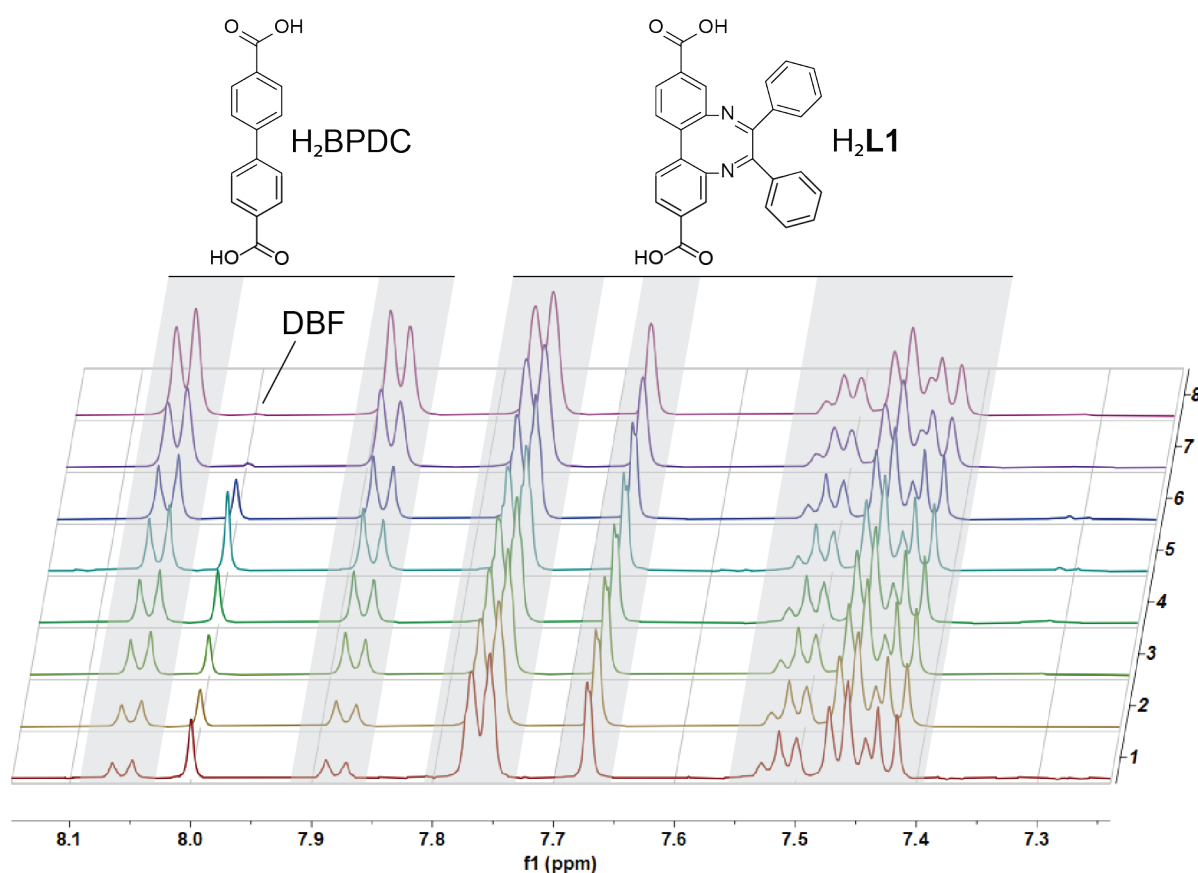 O
OH
O
OH
N
H₂BPDC
H₂L1
N
HO
O
HO
O
DBF
8
7
6
5
4
3
2
1
8.1 8.0 7.9 7.8 7.7 7.6 7.5 7.4 7.3
f1 (ppm)